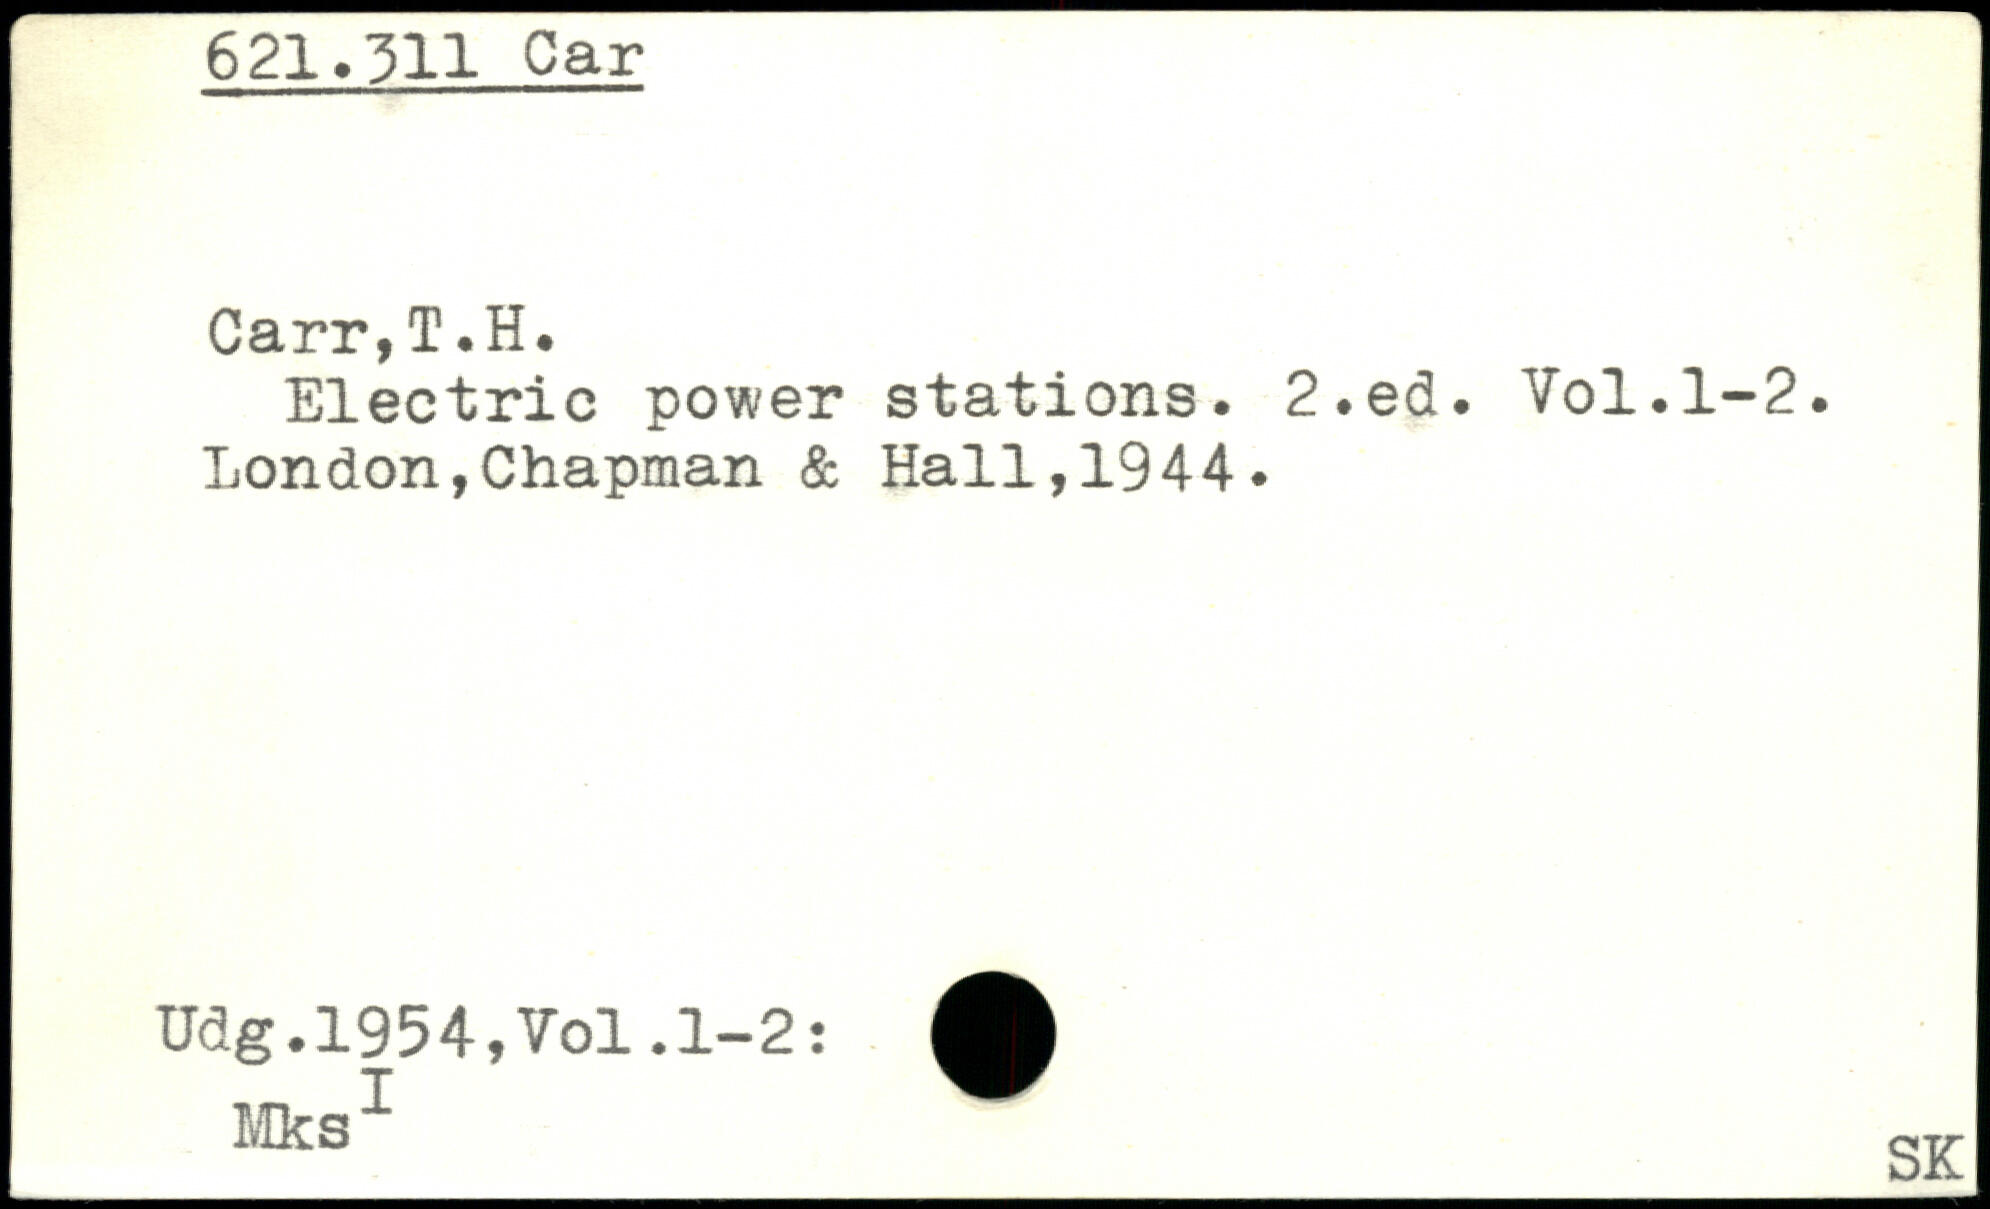 621.311 Car
Carr,T.H.
Electric power stations. 2.ed. Vol.1-2.
London,Chapman & Hall,1944.
Udg.1954,Vol.1-2:
Mks I
SK